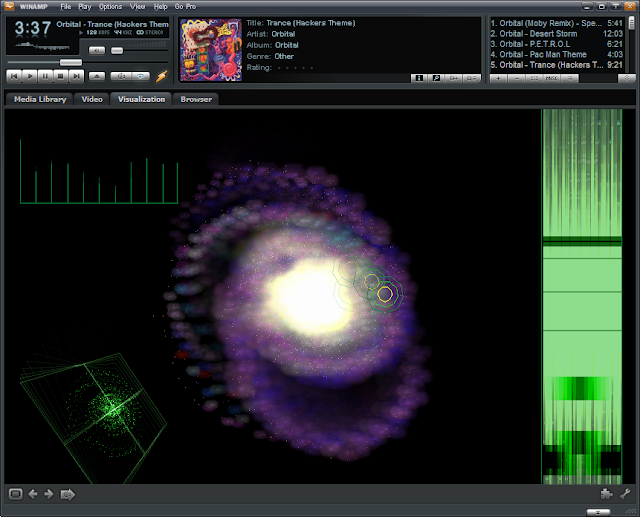 WINAMP File Play Options View Help Go Pro
3:37
Orbital - Trance (Hackers Them
128 KBPS 44 KHZ STEREO
Title: Trance (Hackers Theme)
Artist: Orbital
Album: Orbital
Genre: Other
Rating:
1. Orbital (Moby Remix) - Spe... 5:41
2. Orbital - Desert Storm 12:03
3. Orbital - P.E.T.R.O.L 6:21
4. Orbital - Pac Man Theme 4:03
5. Orbital - Trance (Hackers T... 9:21
MISC
Media Library Video Visualization Browser